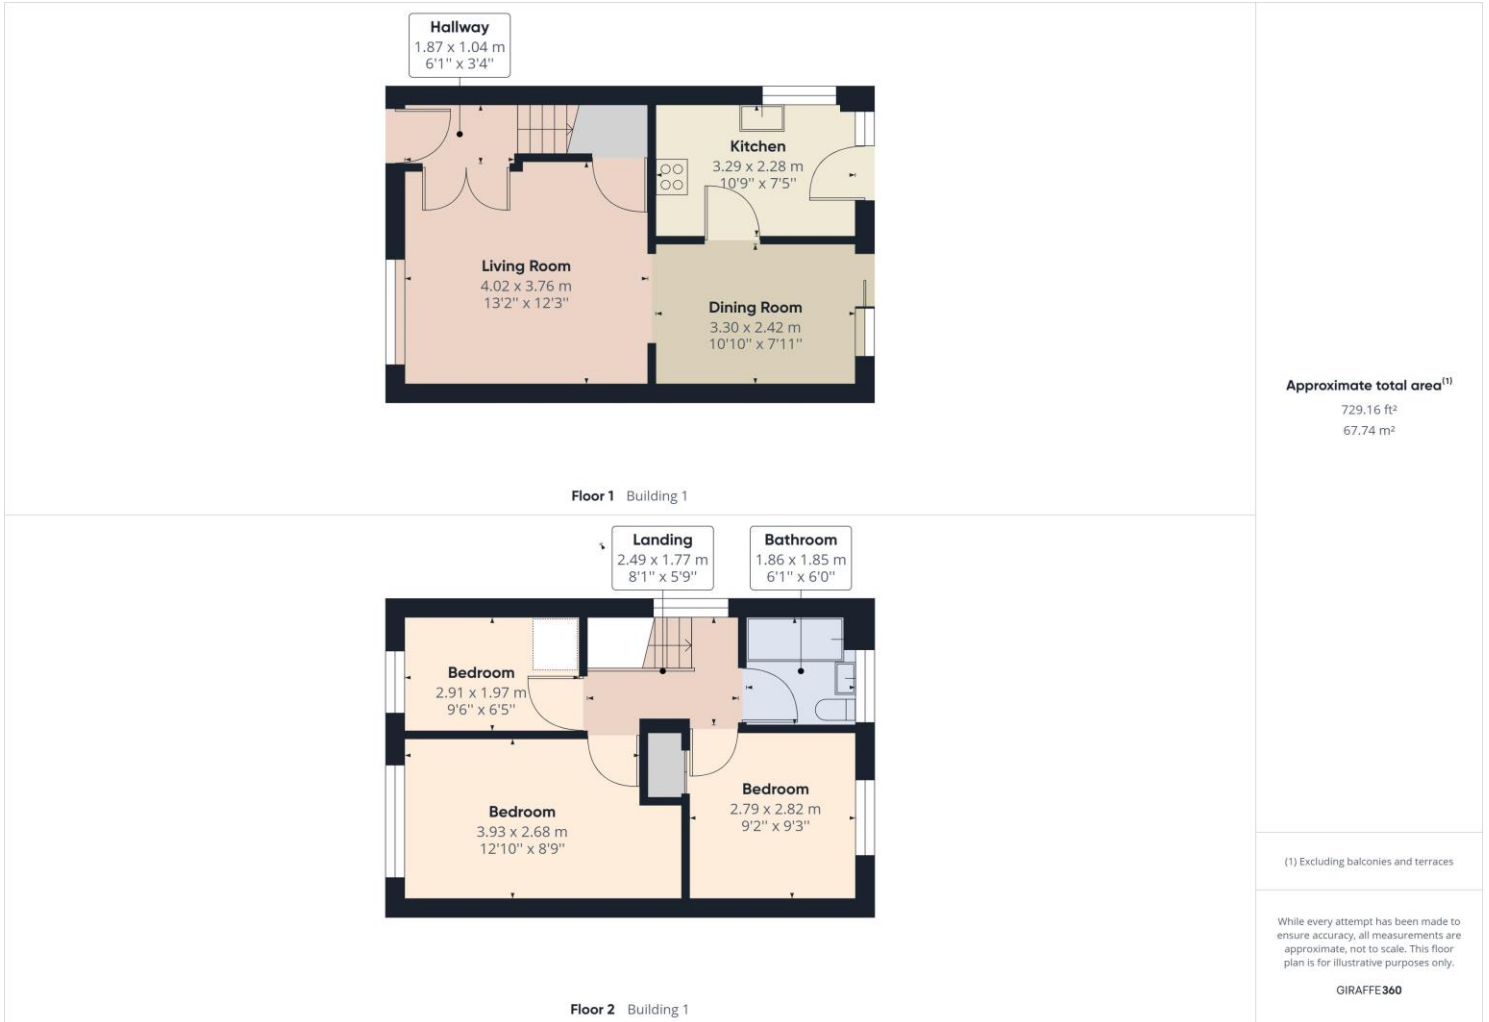 Hallway
1.87 x 1.04 m
6'1'' x 3'4''
Kitchen
3.29 x 2.28 m
10'9'' x 7'5''
Living Room
4.02 x 3.76 m
13'2'' x 12'3''
Dining Room
3.30 x 2.42 m
10'10'' x 7'11''
Floor 1 Building 1
Landing
2.49 x 1.77 m
8'1'' x 5'9''
Bathroom
1.86 x 1.85 m
6'1'' x 6'0''
Bedroom
2.91 x 1.97 m
9'6'' x 6'5''
Bedroom
3.93 x 2.68 m
12'10'' x 8'9''
Bedroom
2.79 x 2.82 m
9'2'' x 9'3''
Floor 2 Building 1
Approximate total area(1)
729.16 ft²
67.74 m²
(1) Excluding balconies and terraces
While every attempt has been made to
ensure accuracy, all measurements are
approximate, not to scale. This floor
plan is for illustrative purposes only.
GIRAFFE360